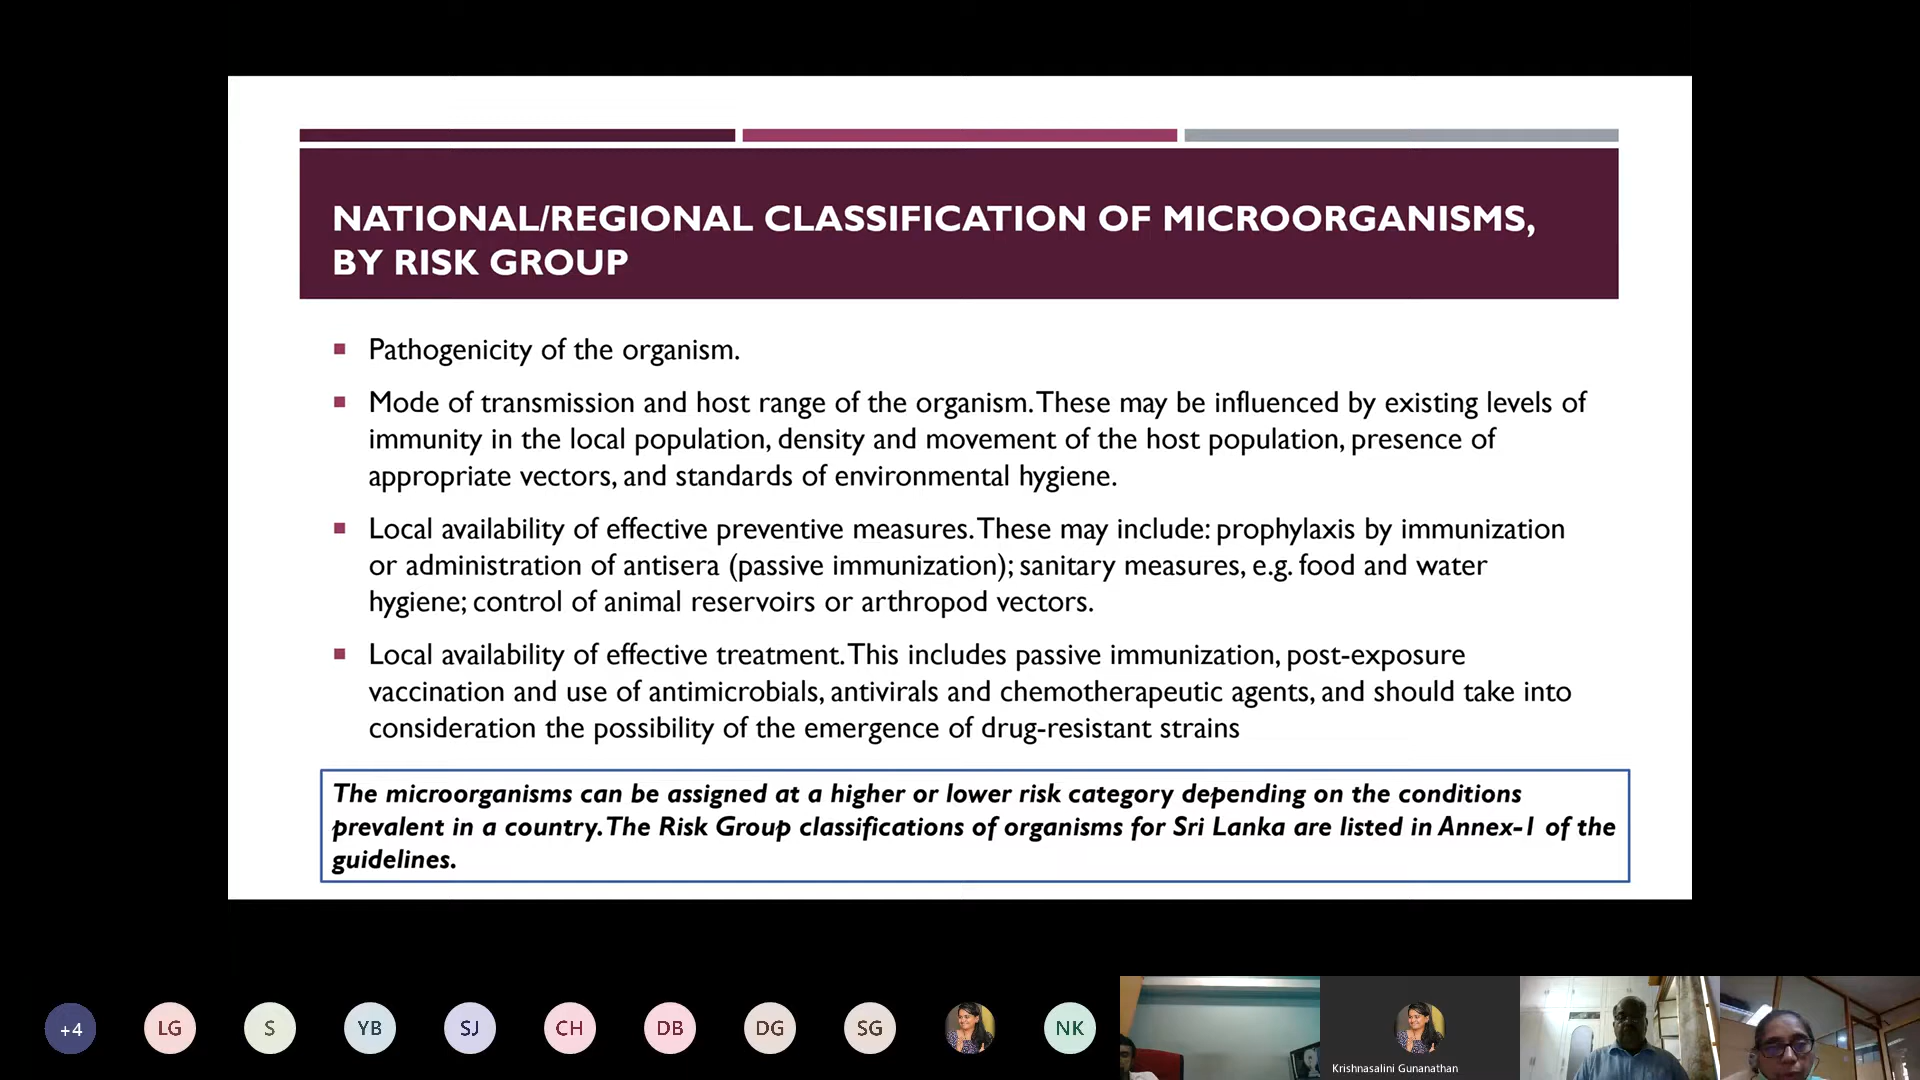 NATIONAL/REGIONAL CLASSIFICATION OF MICROORGANISMS,
BY RISK GROUP
Pathogenicity of the organism.
Mode of transmission and host range of the organism. These may be influenced by existing levels of
immunity in the local population, density and movement of the host population, presence of
appropriate vectors, and standards of environmental hygiene.
Local availability of effective preventive measures. These may include: prophylaxis by immunization
or administration of antisera (passive immunization); sanitary measures, e.g. food and water
hygiene; control of animal reservoirs or arthropod vectors.
Local availability of effective treatment. This includes passive immunization, post-exposure
vaccination and use of antimicrobials, antivirals and chemotherapeutic agents, and should take into
consideration the possibility of the emergence of drug-resistant strains
The microorganisms can be assigned at a higher or lower risk category depending on the conditions
prevalent in a country. The Risk Group classifications of organisms for Sri Lanka are listed in Annex-1 of the
guidelines.
+4 LG S YB SJ CH DB DG SG NK
Krishnasalini Gunanathan